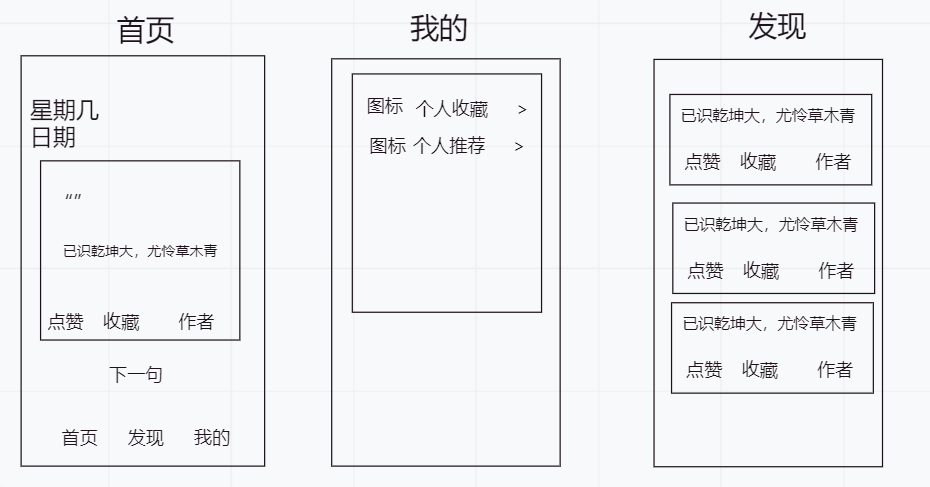 首页
星期几
日期
“”
已识乾坤大，尤怜草木青
点赞 收藏 作者
下一句
首页 发现 我的
我的
图标 个人收藏 >
图标 个人推荐 >
发现
已识乾坤大，尤怜草木青
点赞 收藏 作者
已识乾坤大，尤怜草木青
点赞 收藏 作者
已识乾坤大，尤怜草木青
点赞 收藏 作者